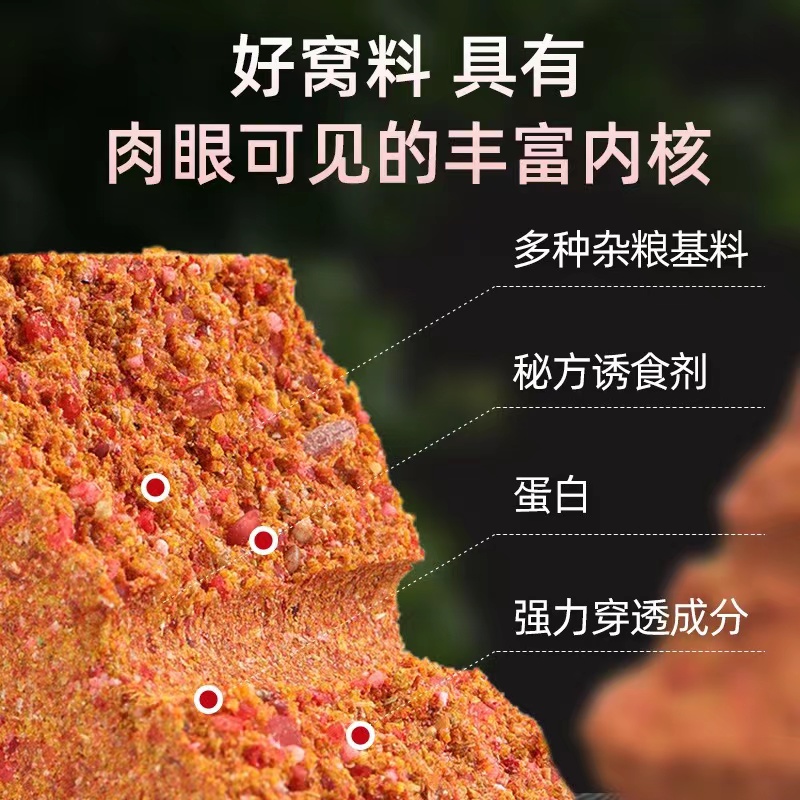 好窝料 具有
肉眼可见的丰富内核
多种杂粮基料
秘方诱食剂
蛋白
强力穿透成分